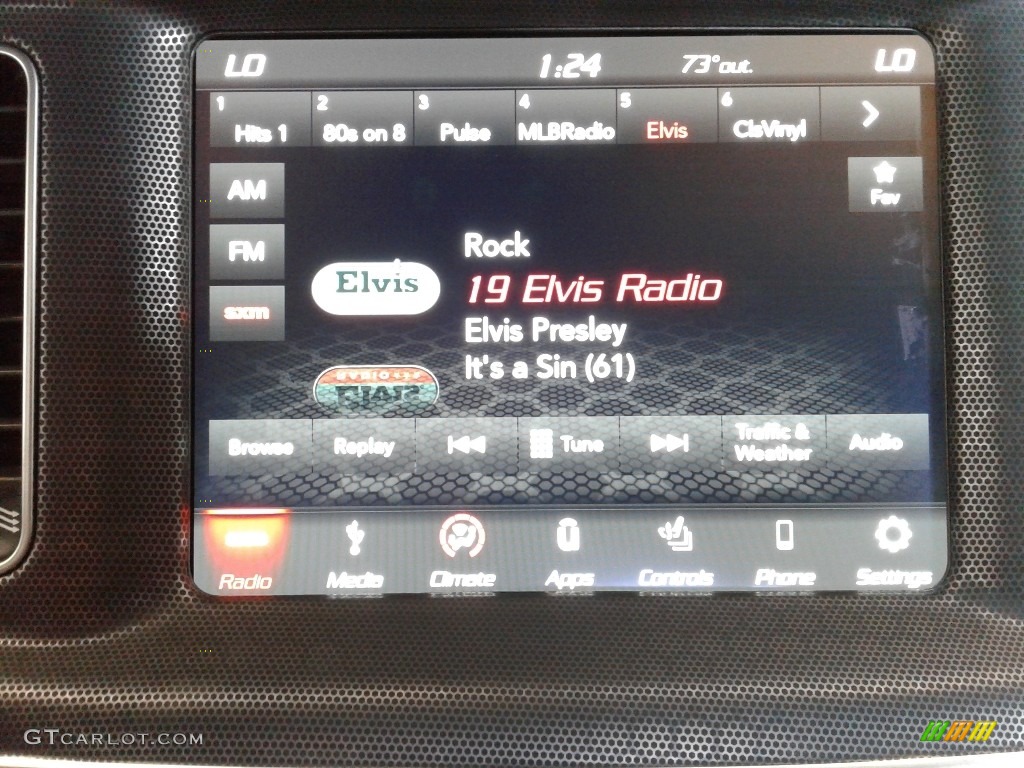 LO 1:24 73°out. LO
1 Hits 1 2 80s on 8 3 Pulse 4 MLBRadio 5 Elvis 6 ClsVinyl
AM
Fav
FM
sxm
Rock
Elvis
19 Elvis Radio
Elvis Presley
It's a Sin (61)
Browse Replay Tune Traffic & Weather Audio
Radio Media Climate Apps Controls Phone Settings
GTCARLOT.COM